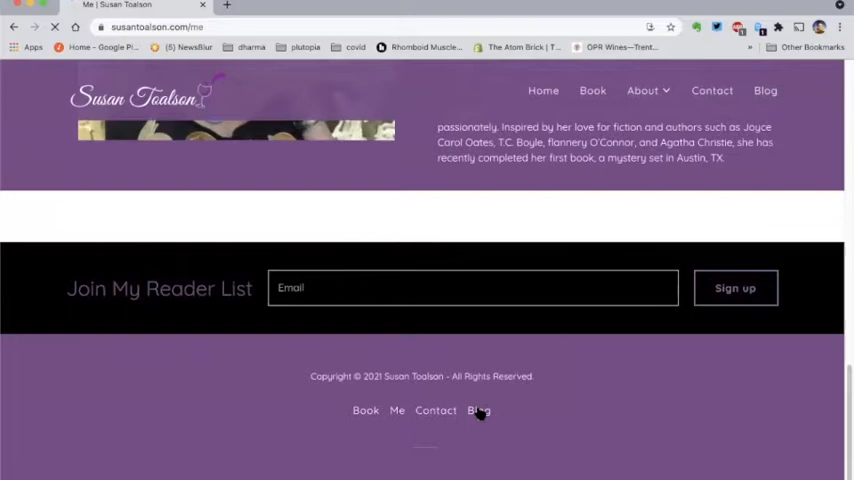 Me | Susan Toalson
susantoalson.com/me
Apps Home - Google Pl... (5) NewsBlur dharma plutopia covid Rhomboid Muscle... The Atom Brick | T... OPR Wines—Trent... » Other Bookmarks
Susan Toalson
Home Book About Contact Blog
passionately. Inspired by her love for fiction and authors such as Joyce
Carol Oates, T.C. Boyle, flannery O'Connor, and Agatha Christie, she has
recently completed her first book, a mystery set in Austin, TX.
Join My Reader List Email Sign up
Copyright © 2021 Susan Toalson - All Rights Reserved.
Book Me Contact Blog